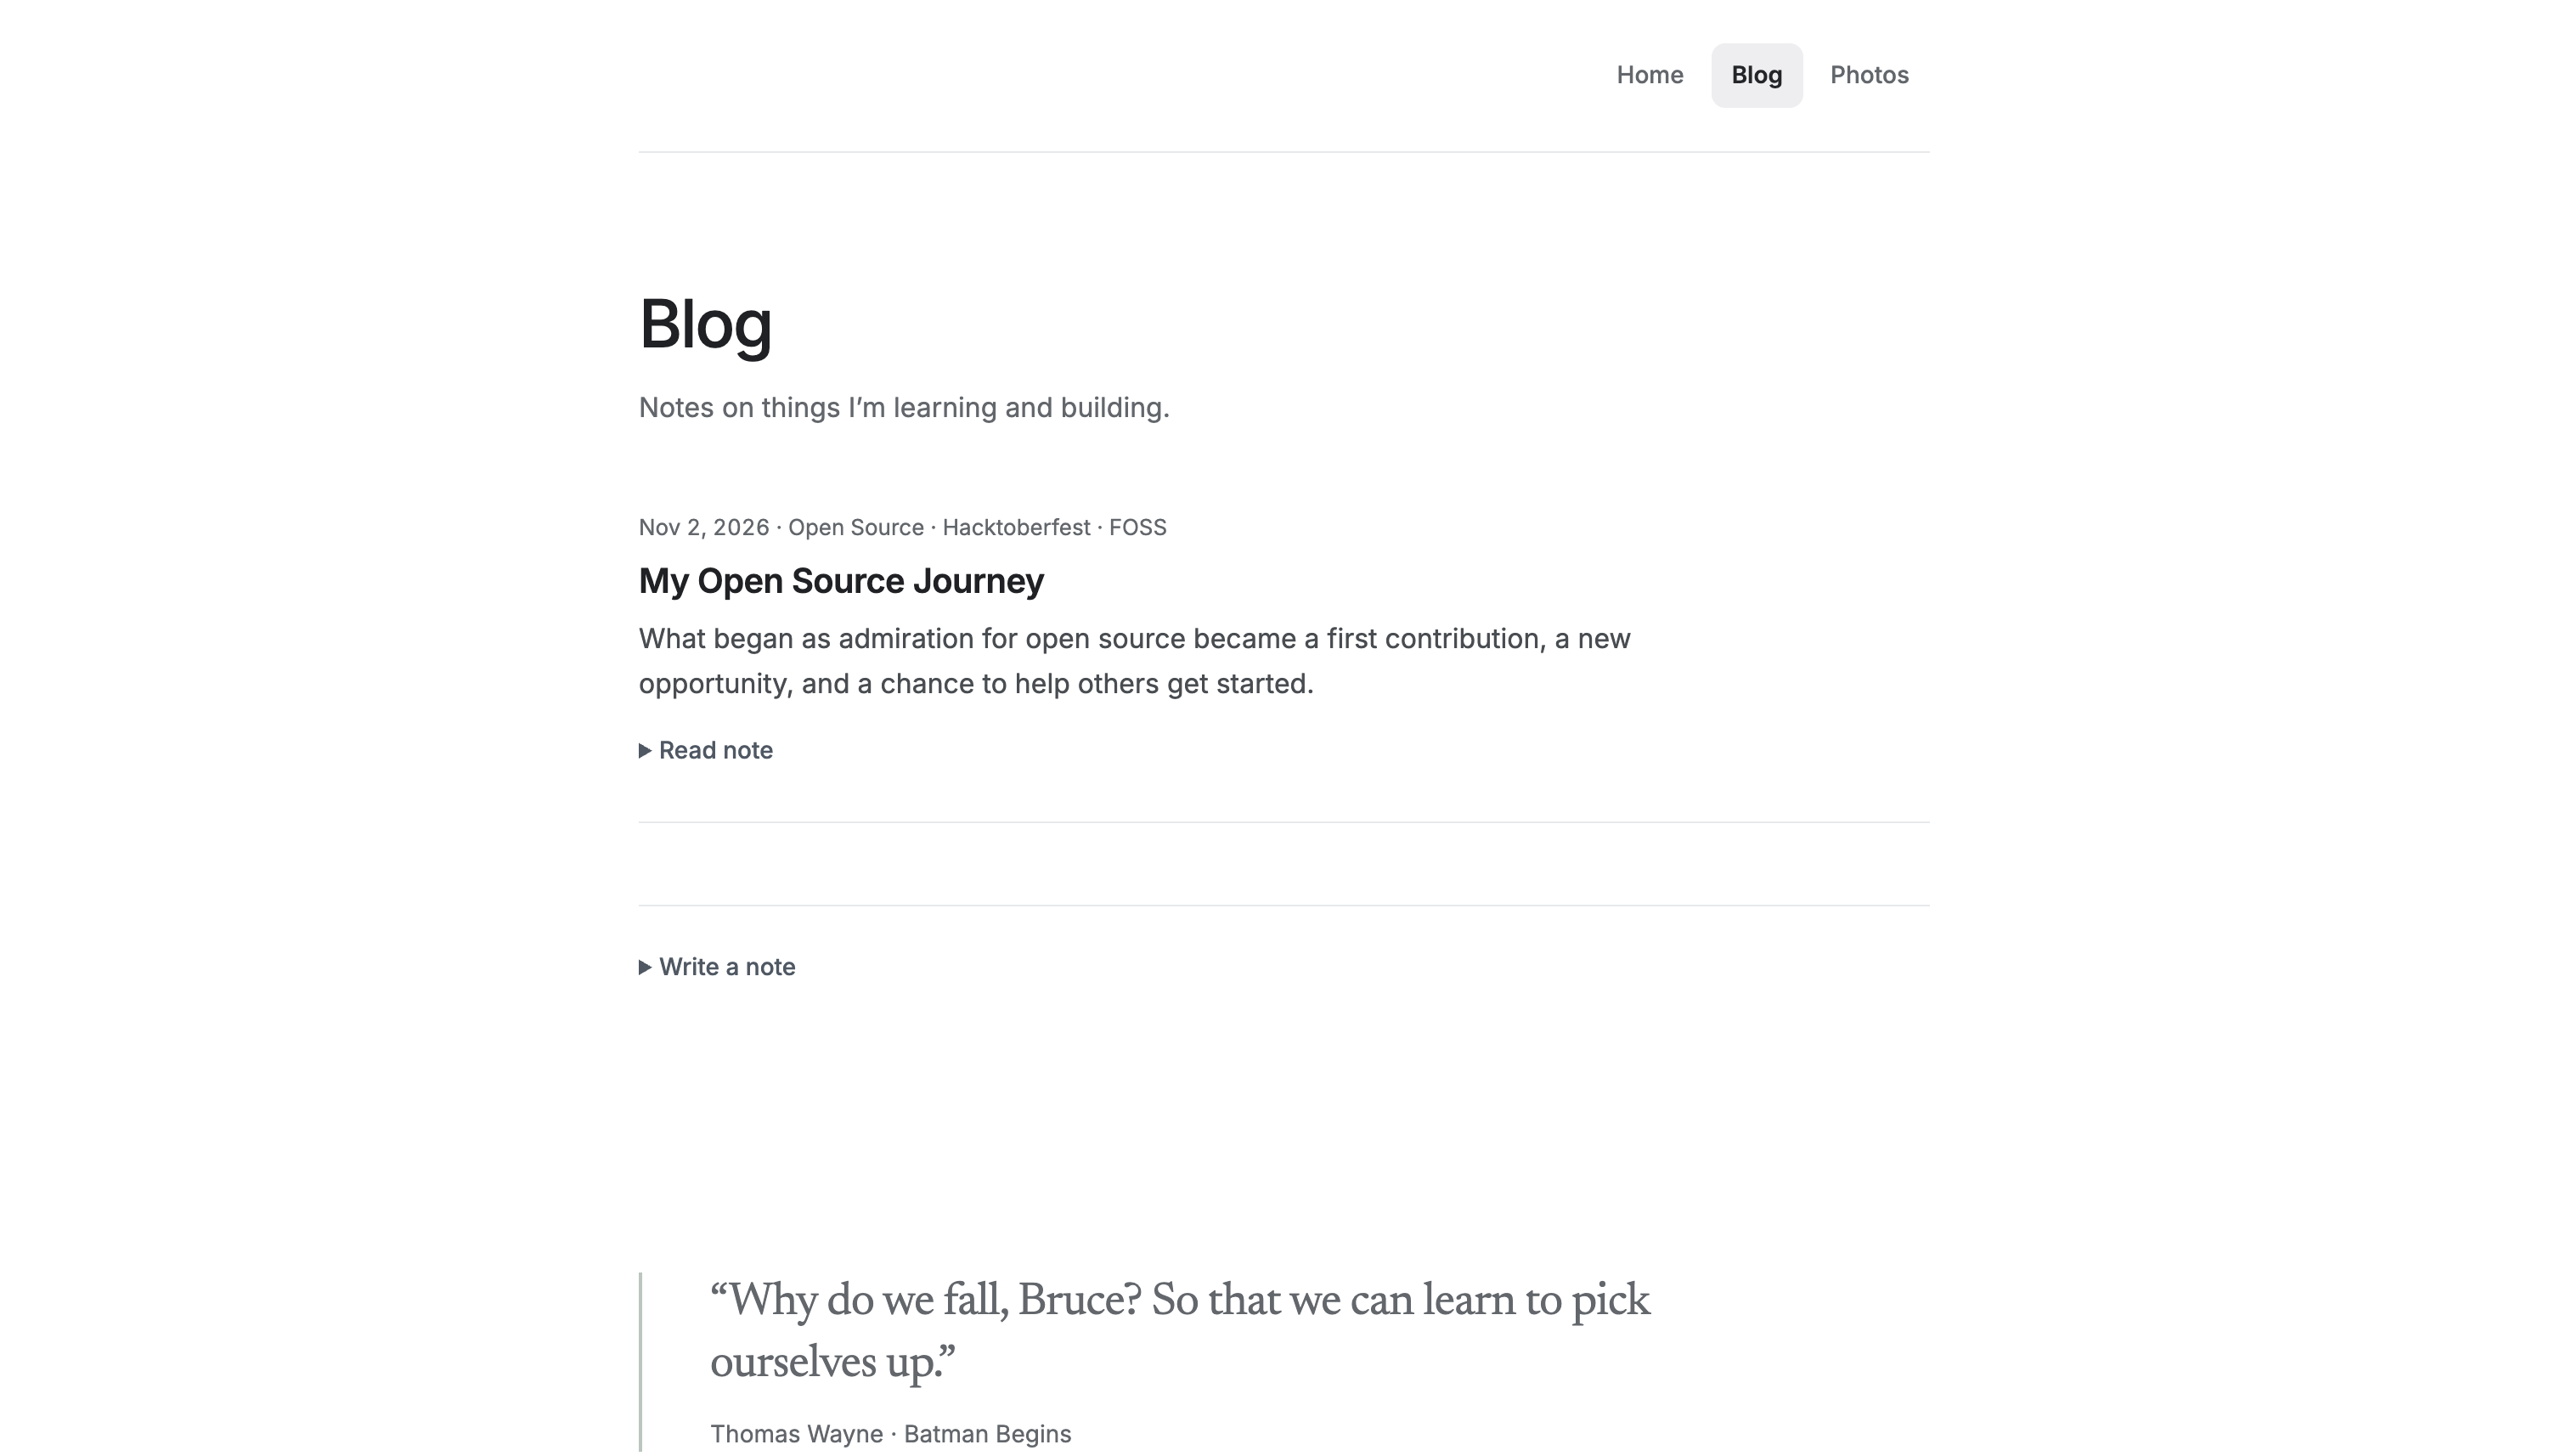 Home Blog Photos
Blog
Notes on things I’m learning and building.
Nov 2, 2026 · Open Source · Hacktoberfest · FOSS
My Open Source Journey
What began as admiration for open source became a first contribution, a new
opportunity, and a chance to help others get started.
Read note
Write a note
“Why do we fall, Bruce? So that we can learn to pick
ourselves up.”
Thomas Wayne · Batman Begins